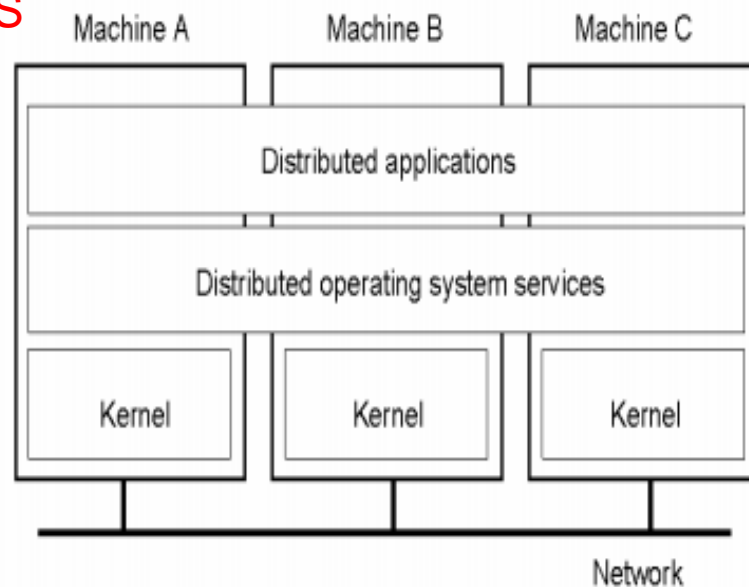 S
Machine A Machine B Machine C
Distributed applications
Distributed operating system services
Kernel Kernel Kernel
Network